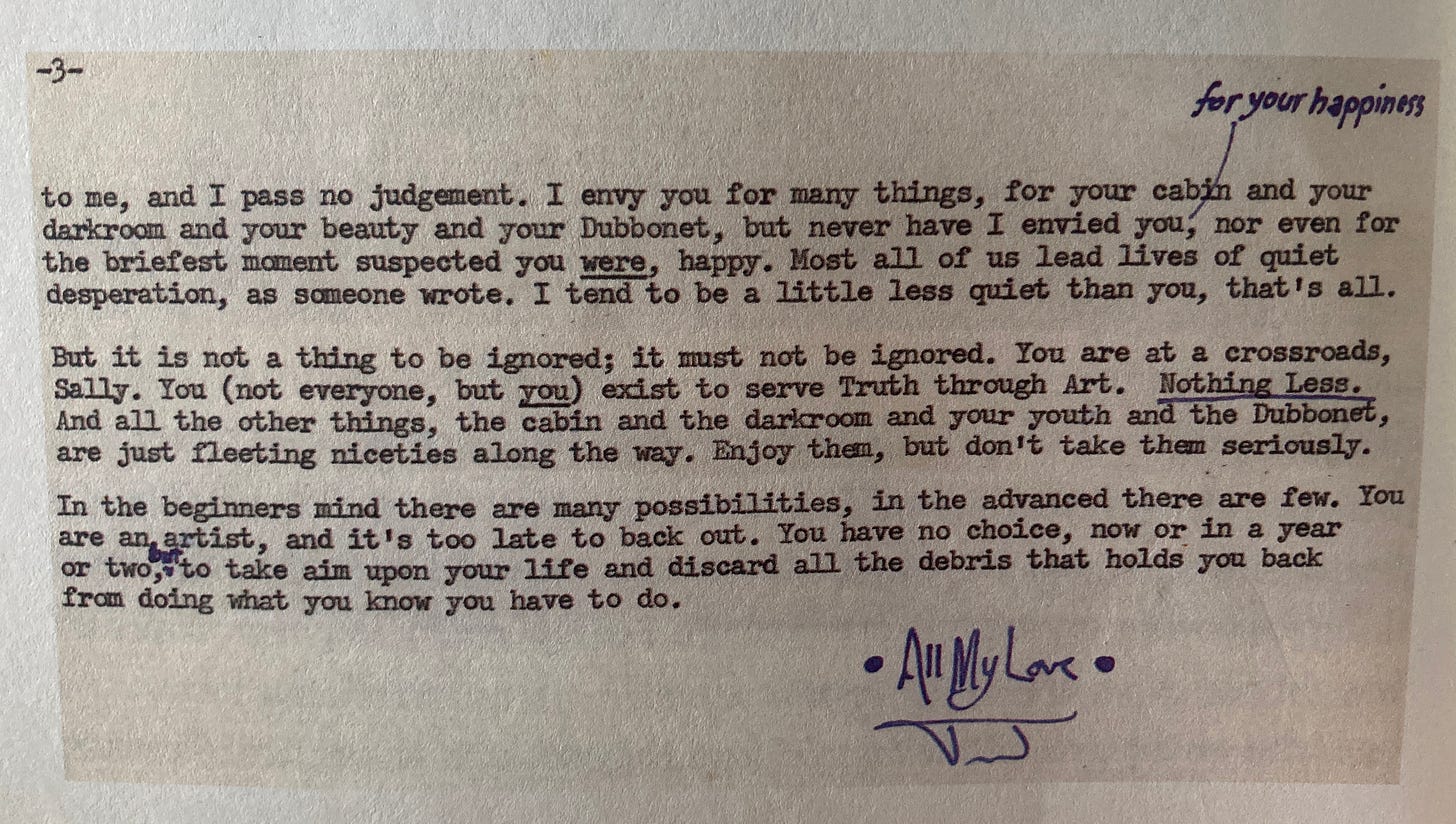 -3-
for your happiness
to me, and I pass no judgement. I envy you for many things, for your cabin and your
darkroom and your beauty and your Dubbonet, but never have I envied you, nor even for
the briefest moment suspected you were, happy. Most all of us lead lives of quiet
desperation, as someone wrote. I tend to be a little less quiet than you, that's all.
But it is not a thing to be ignored; it must not be ignored. You are at a crossroads,
Sally. You (not everyone, but you) exist to serve Truth through Art. Nothing Less.
And all the other things, the cabin and the darkroom and your youth and the Dubbonet,
are just fleeting niceties along the way. Enjoy them, but don't take them seriously.
In the beginners mind there are many possibilities, in the advanced there are few. You
are an artist, and it's too late to back out. You have no choice, now or in a year
but
or two, to take aim upon your life and discard all the debris that holds you back
from doing what you know you have to do.
• All My Love •